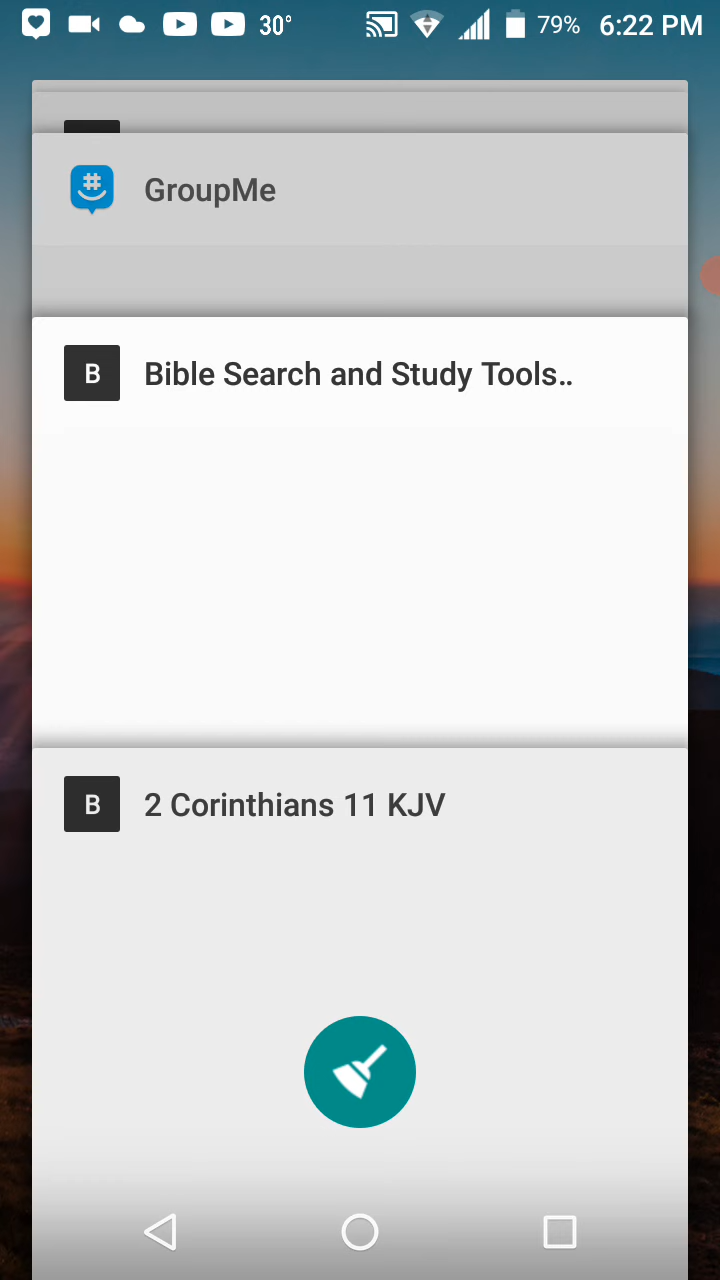 30° 79% 6:22 PM
GroupMe
B Bible Search and Study Tools..
B 2 Corinthians 11 KJV